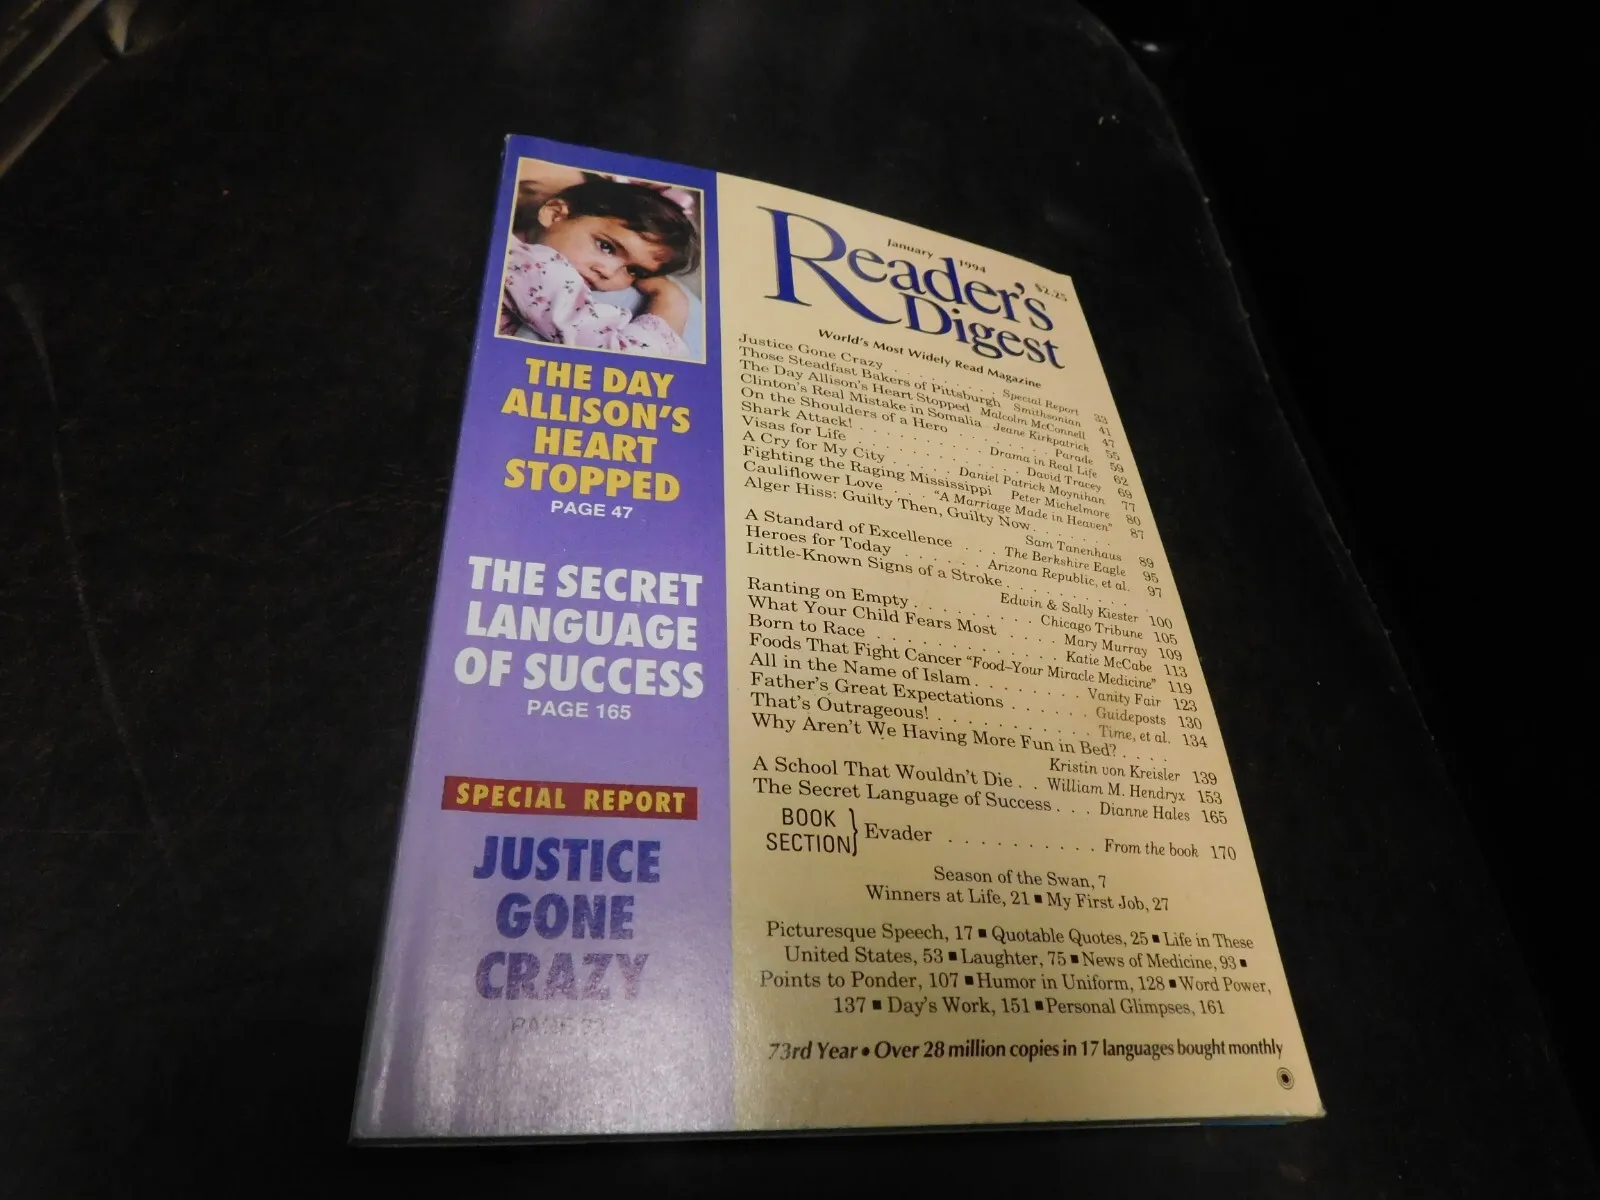 THE DAY
ALLISON'S
HEART
STOPPED
PAGE 47
THE SECRET
LANGUAGE
OF SUCCESS
PAGE 165
SPECIAL REPORT
JUSTICE
GONE
CRAZY
PAGE 33
January 1994
$2.25
Reader's
Digest
World's Most Widely Read Magazine
Justice Gone Crazy . . . . . . . . . Special Report 33
Those Steadfast Bakers of Pittsburgh Smithsonian 41
The Day Allison's Heart Stopped Malcolm McConnell 47
Clinton's Real Mistake in Somalia Jeane Kirkpatrick 55
On the Shoulders of a Hero . . . . . . . . Parade 59
Shark Attack! . . . . . . . . . . Drama in Real Life 62
Visas for Life . . . . . . . . . . . . David Tracey 69
A Cry for My City . . . . . Daniel Patrick Moynihan 77
Fighting the Raging Mississippi Peter Michelmore 80
Cauliflower Love . . . . "A Marriage Made in Heaven" 87
Alger Hiss: Guilty Then, Guilty Now . . . . . .
Sam Tanenhaus 89
A Standard of Excellence . . . The Berkshire Eagle 95
Heroes for Today . . . . . . Arizona Republic, et al. 97
Little-Known Signs of a Stroke . . . . . . . . .
Edwin & Sally Kiester 100
Ranting on Empty . . . . . . . . . Chicago Tribune 105
What Your Child Fears Most . . . . Mary Murray 109
Born to Race . . . . . . . . . . . . Katie McCabe 113
Foods That Fight Cancer "Food–Your Miracle Medicine" 119
All in the Name of Islam . . . . . . . . Vanity Fair 123
Father's Great Expectations . . . . . . Guideposts 130
That's Outrageous! . . . . . . . . . . Time, et al. 134
Why Aren't We Having More Fun in Bed? . . . .
Kristin von Kreisler 139
A School That Wouldn't Die . . William M. Hendryx 153
The Secret Language of Success . . . Dianne Hales 165
BOOK
SECTION} Evader . . . . . . . . . . From the book 170
Season of the Swan, 7
Winners at Life, 21 ■ My First Job, 27
Picturesque Speech, 17 ■ Quotable Quotes, 25 ■ Life in These
United States, 53 ■ Laughter, 75 ■ News of Medicine, 93 ■
Points to Ponder, 107 ■ Humor in Uniform, 128 ■ Word Power,
137 ■ Day's Work, 151 ■ Personal Glimpses, 161
73rd Year • Over 28 million copies in 17 languages bought monthly